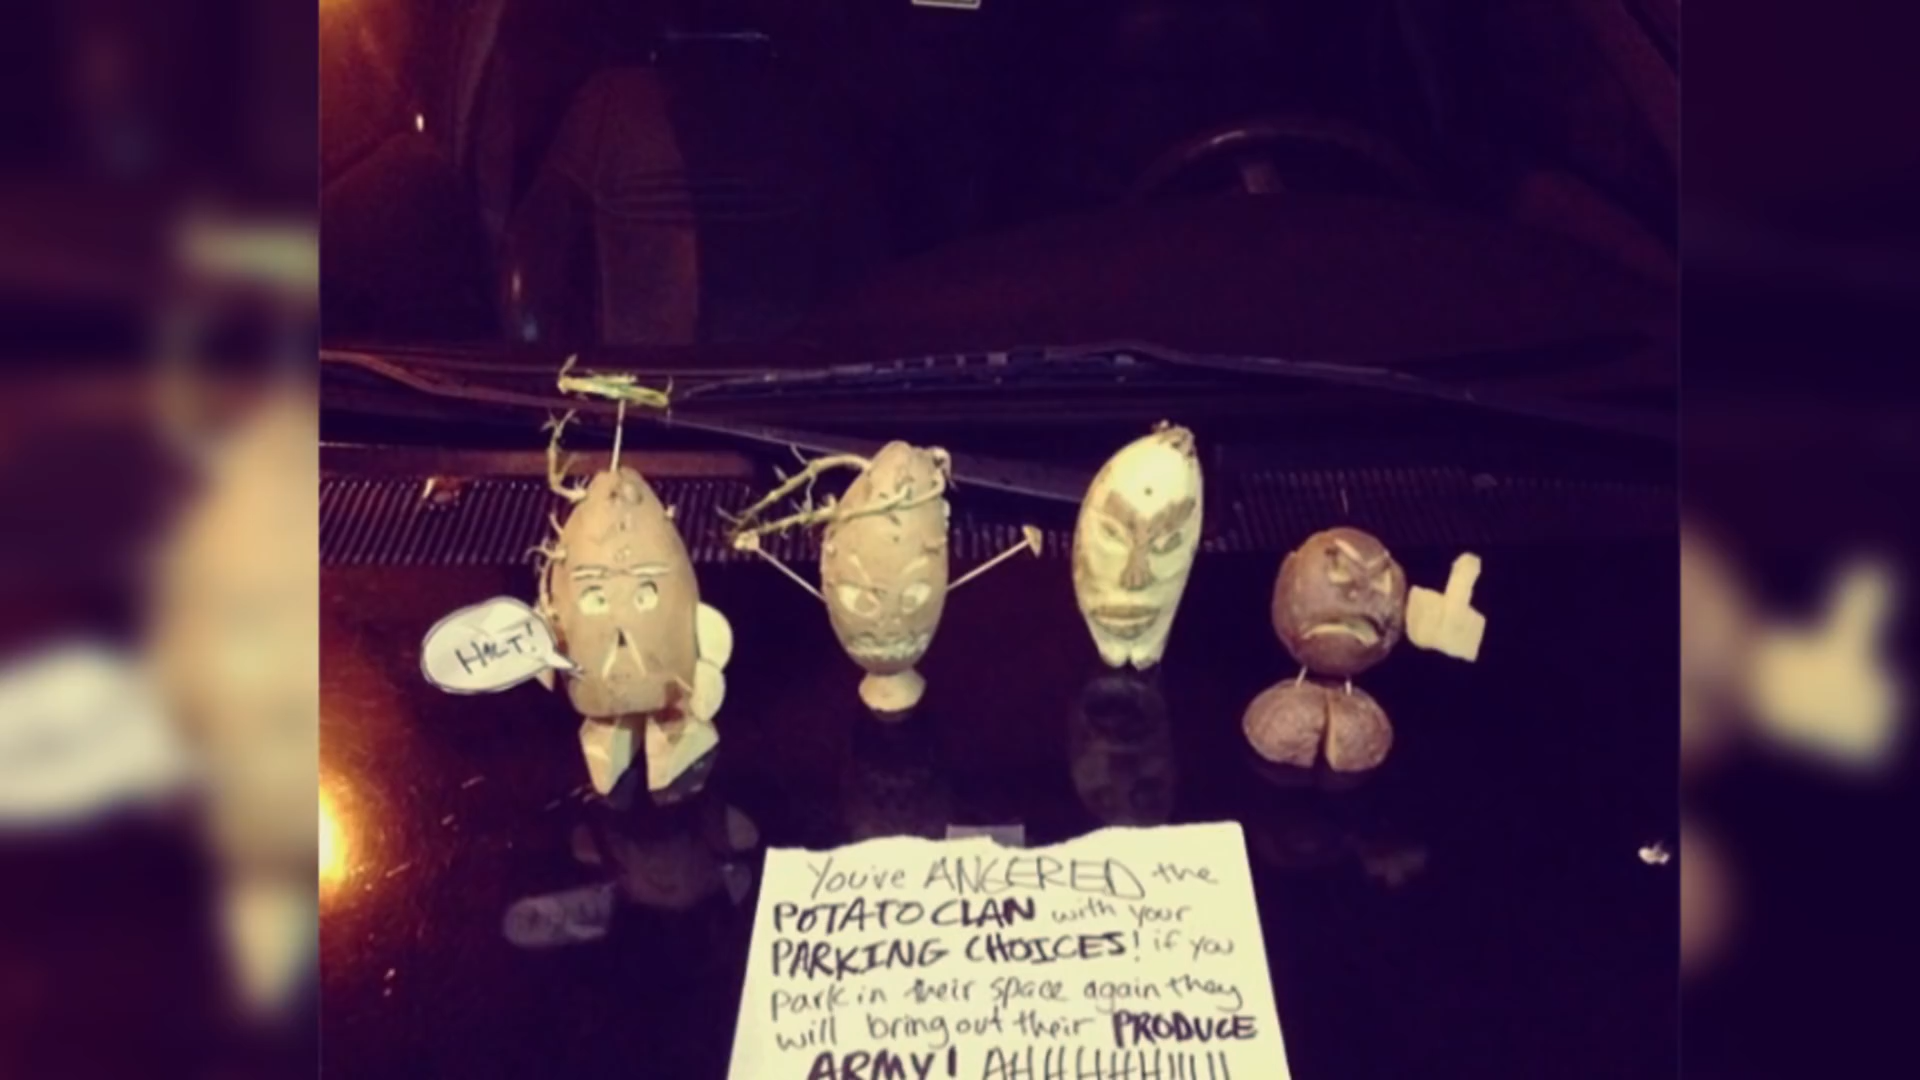 HALT!
You've ANGERED the
POTATO CLAN with your
PARKING CHOICES! if you
park in their space again they
will bring out their PRODUCE
ARMY! AHHHHH!!!!!